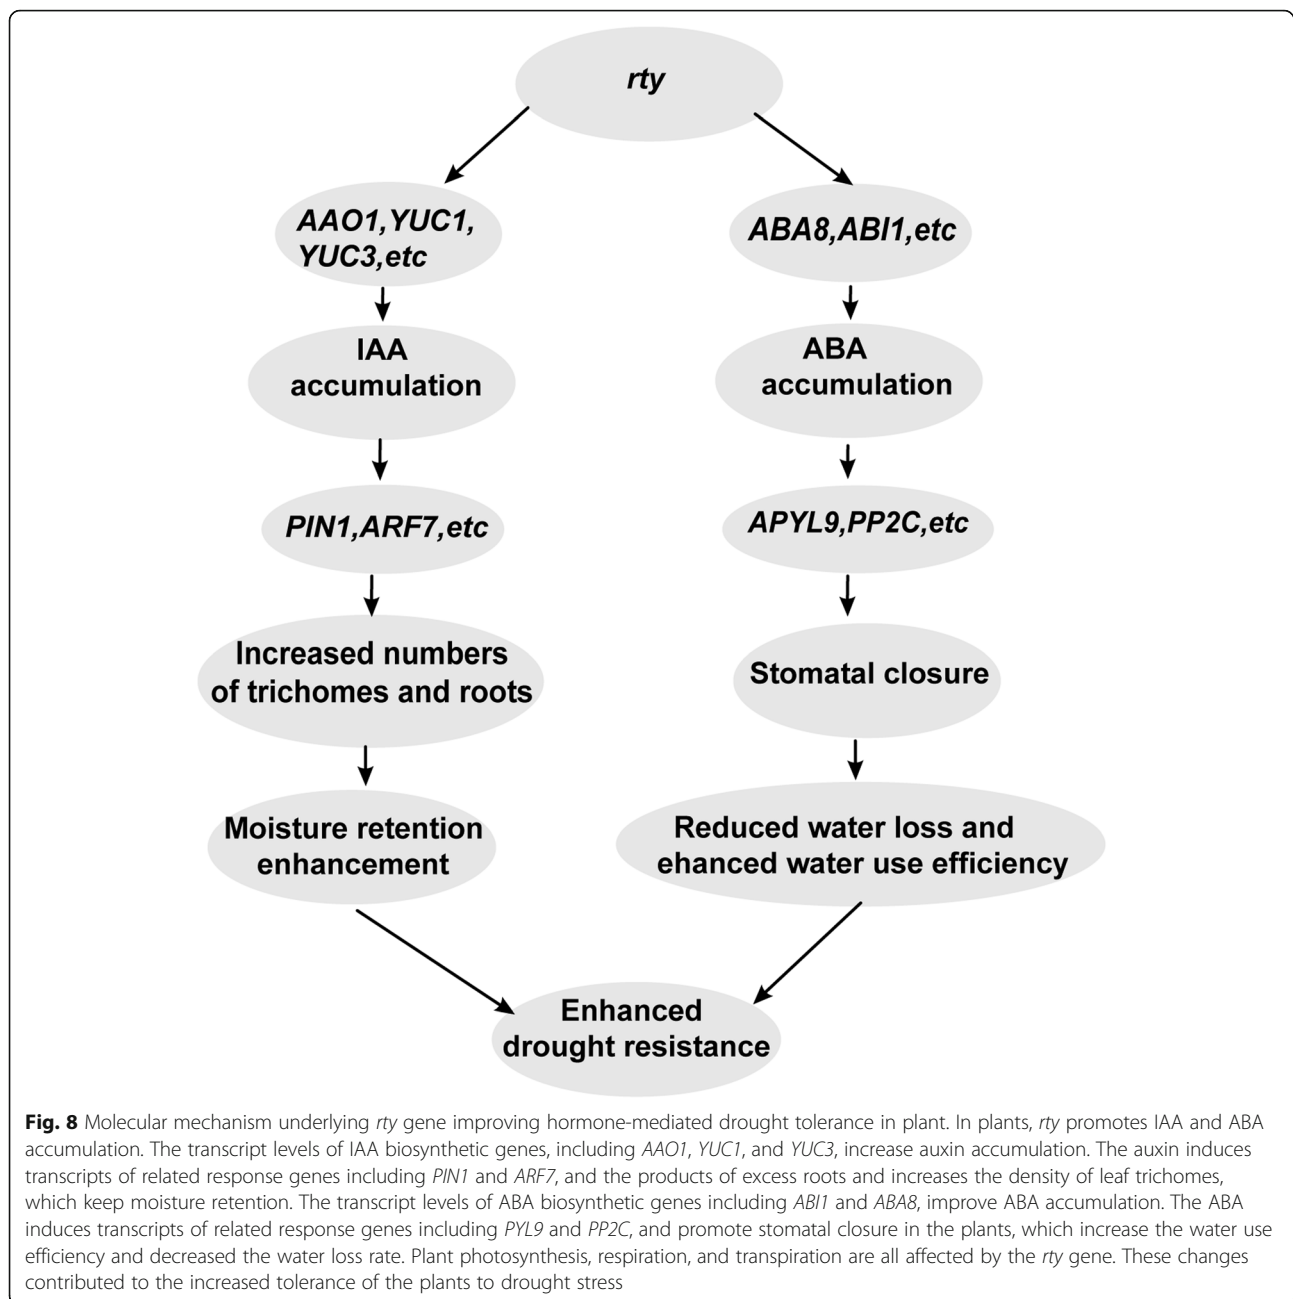 rty
AAO1,YUC1,
YUC3,etc
ABA8,ABI1,etc
IAA
accumulation
ABA
accumulation
PIN1,ARF7,etc
APYL9,PP2C,etc
Increased numbers
of trichomes and roots
Stomatal closure
Moisture retention
enhancement
Reduced water loss and
ehanced water use efficiency
Enhanced
drought resistance
Fig. 8 Molecular mechanism underlying rty gene improving hormone-mediated drought tolerance in plant. In plants, rty promotes IAA and ABA
accumulation. The transcript levels of IAA biosynthetic genes, including AAO1, YUC1, and YUC3, increase auxin accumulation. The auxin induces
transcripts of related response genes including PIN1 and ARF7, and the products of excess roots and increases the density of leaf trichomes,
which keep moisture retention. The transcript levels of ABA biosynthetic genes including ABI1 and ABA8, improve ABA accumulation. The ABA
induces transcripts of related response genes including PYL9 and PP2C, and promote stomatal closure in the plants, which increase the water use
efficiency and decreased the water loss rate. Plant photosynthesis, respiration, and transpiration are all affected by the rty gene. These changes
contributed to the increased tolerance of the plants to drought stress